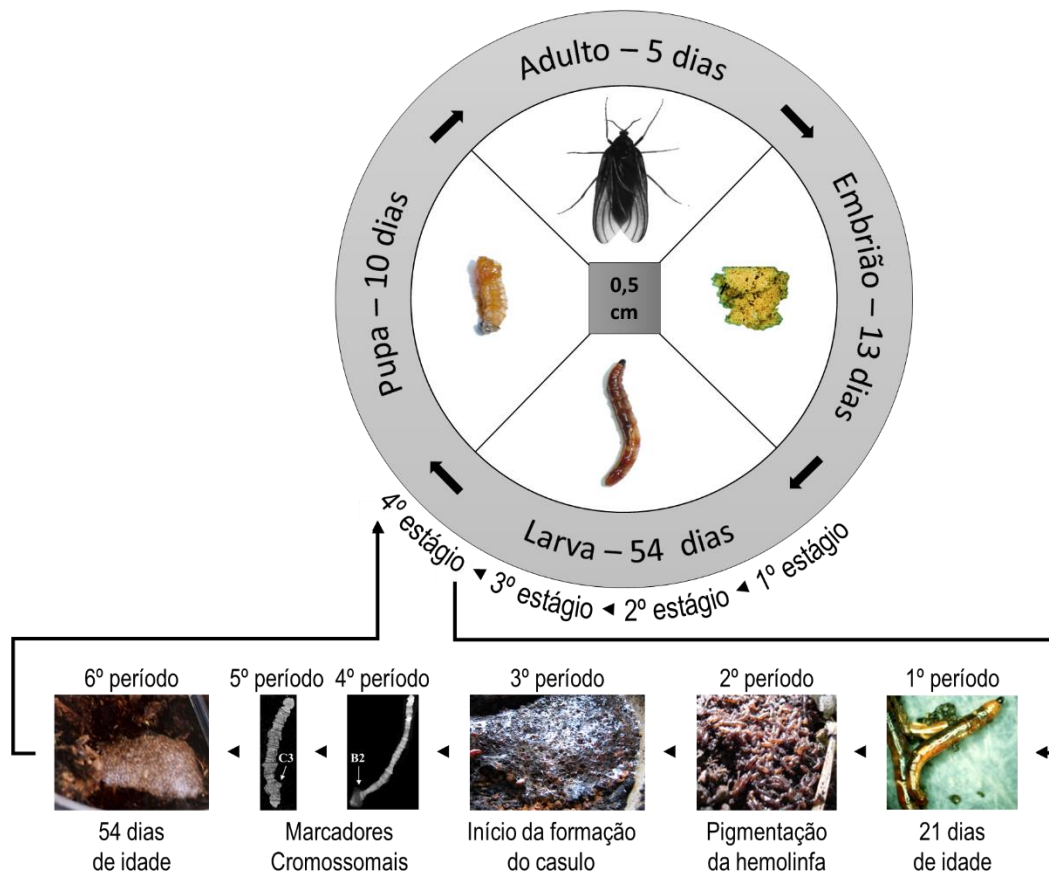 Adulto – 5 dias
Embrião – 13 dias
Larva – 54 dias
Pupa – 10 dias
0,5
cm
1º estágio
2º estágio
3º estágio
4º estágio
6º período
5º período
4º período
3º período
2º período
1º período
C3
B2
54 dias
de idade
Marcadores
Cromossomais
Início da formação
do casulo
Pigmentação
da hemolinfa
21 dias
de idade